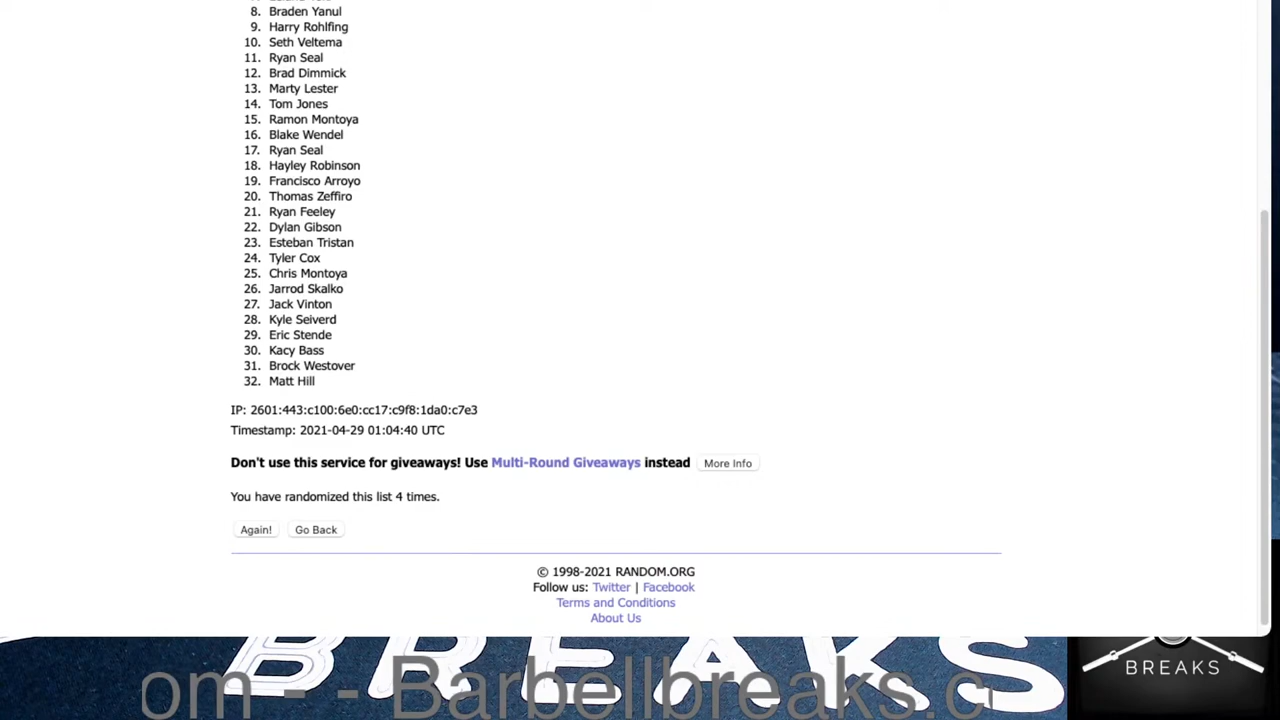 8. Braden Yanul
9. Harry Rohlfing
10. Seth Veltema
11. Ryan Seal
12. Brad Dimmick
13. Marty Lester
14. Tom Jones
15. Ramon Montoya
16. Blake Wendel
17. Ryan Seal
18. Hayley Robinson
19. Francisco Arroyo
20. Thomas Zeffiro
21. Ryan Feeley
22. Dylan Gibson
23. Esteban Tristan
24. Tyler Cox
25. Chris Montoya
26. Jarrod Skalko
27. Jack Vinton
28. Kyle Seiverd
29. Eric Stende
30. Kacy Bass
31. Brock Westover
32. Matt Hill
IP: 2601:443:c100:6e0:cc17:c9f8:1da0:c7e3
Timestamp: 2021-04-29 01:04:40 UTC
Don't use this service for giveaways! Use Multi-Round Giveaways instead More Info
You have randomized this list 4 times.
Again! Go Back
© 1998-2021 RANDOM.ORG
Follow us: Twitter | Facebook
Terms and Conditions
About Us
BREAKS
BREAKS
om - - Barbellbreaks.c